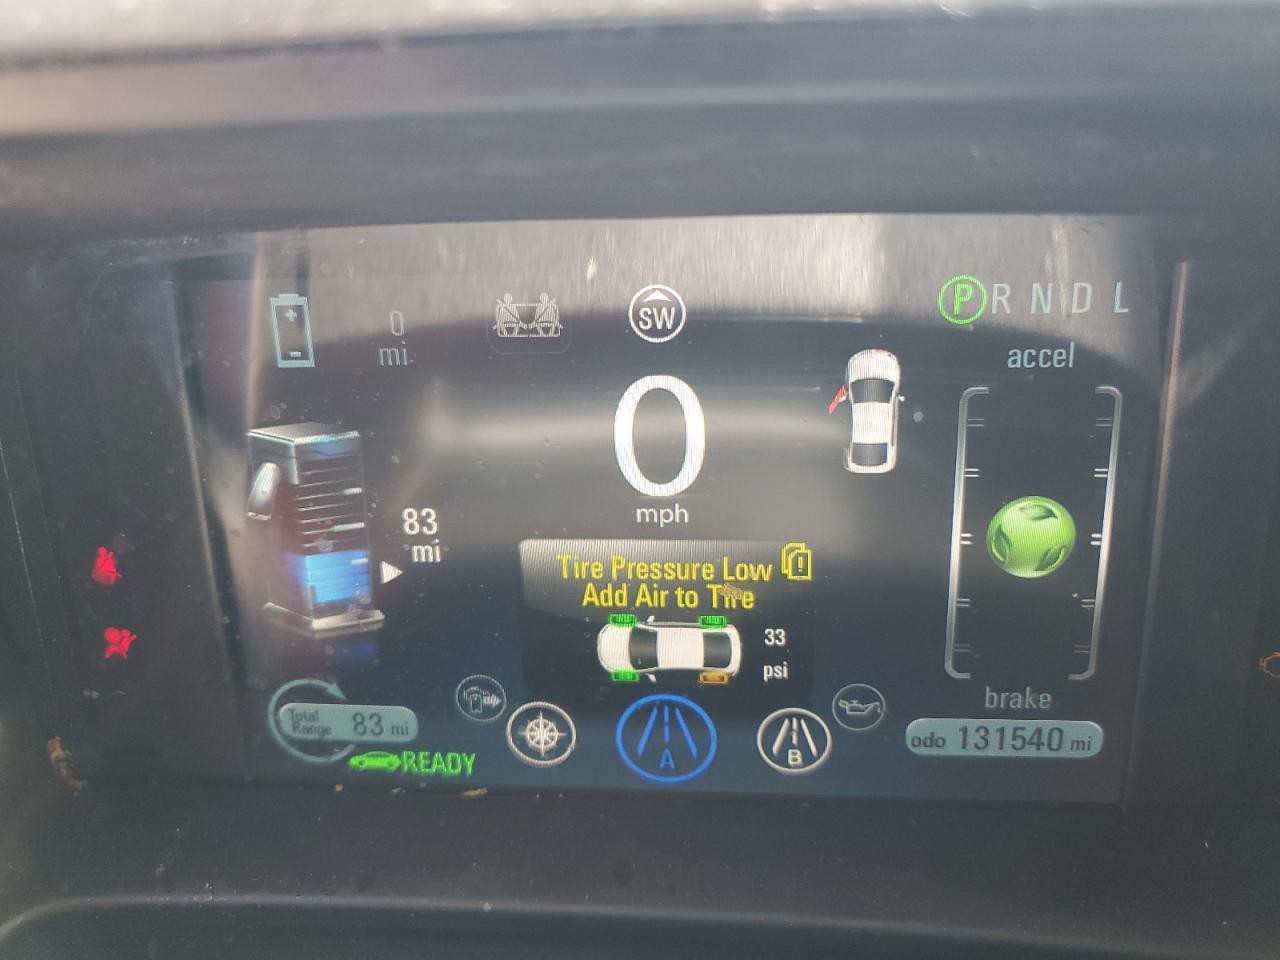 0
mi
SW
P R N D L
accel
0
mph
83
mi
Tire Pressure Low
Add Air to Tire
33
psi
brake
Total
Range
83 mi
READY
A
B
odo 131540 mi